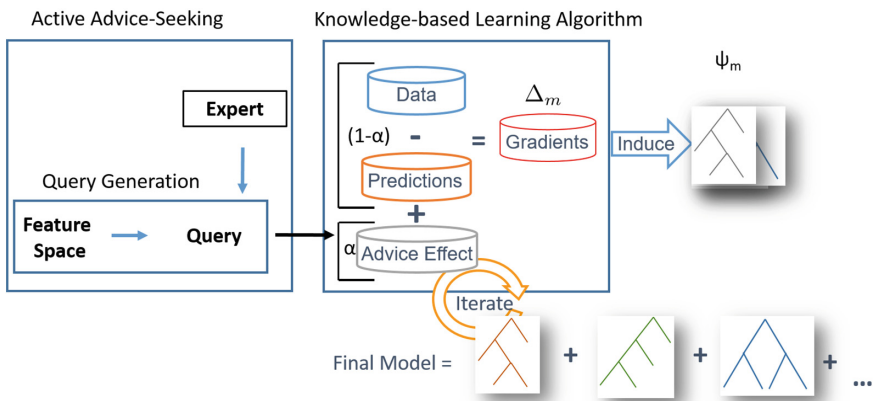 Active Advice-Seeking
Knowledge-based Learning Algorithm
Expert
Query Generation
Feature
Space
Query
Data
(1-α)
-
Predictions
+
α
Advice Effect
=
Δm
Gradients
Induce
ψm
Iterate
Final Model =
+
+
+
...